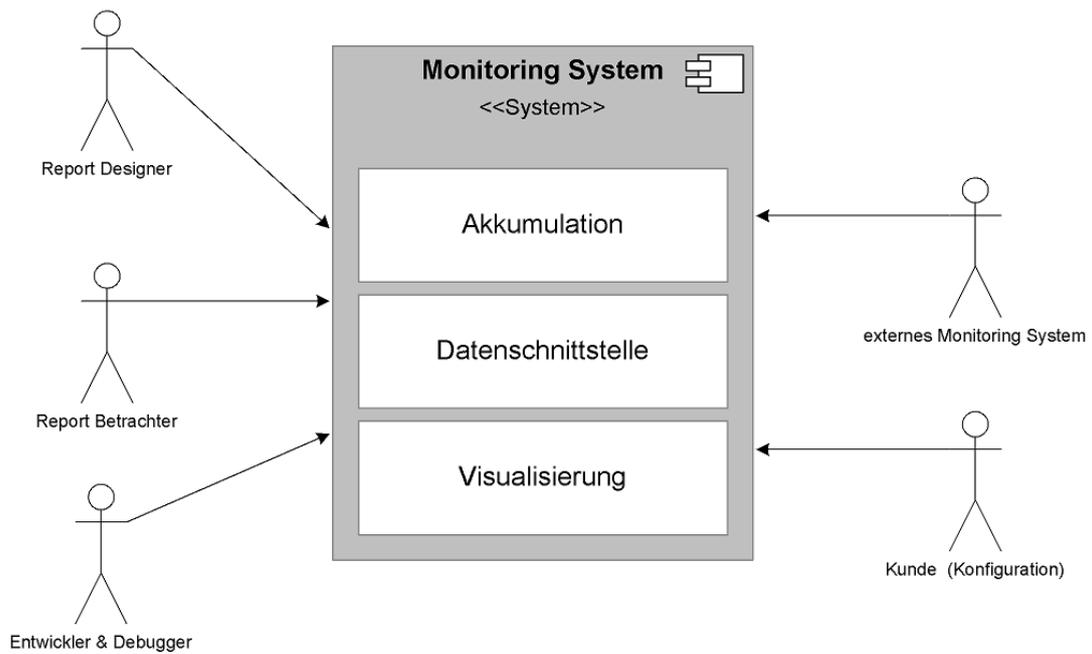 Monitoring System
<<System>>
Report Designer
Akkumulation
externes Monitoring System
Datenschnittstelle
Report Betrachter
Visualisierung
Kunde  (Konfiguration)
Entwickler & Debugger